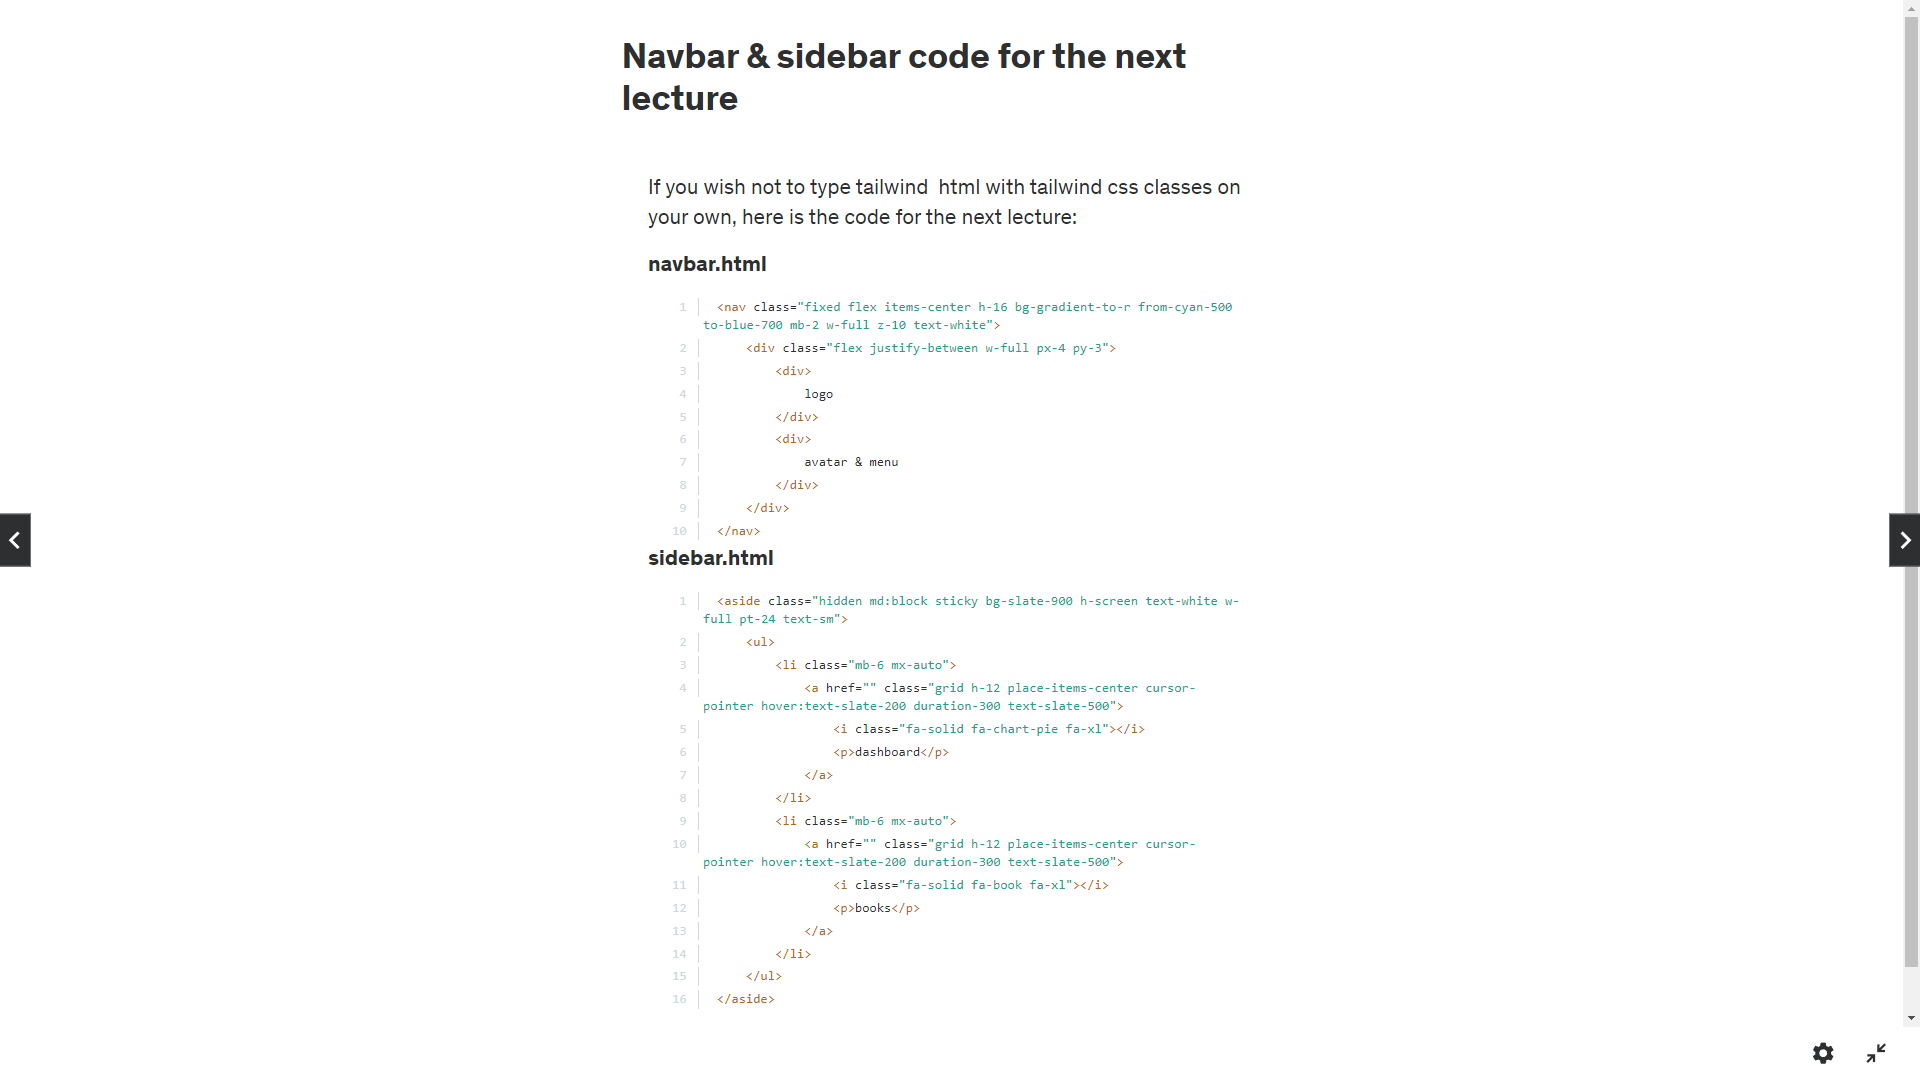 Navbar & sidebar code for the next
lecture
If you wish not to type tailwind  html with tailwind css classes on
your own, here is the code for the next lecture:
navbar.html
1 <nav class="fixed flex items-center h-16 bg-gradient-to-r from-cyan-500
to-blue-700 mb-2 w-full z-10 text-white">
2 <div class="flex justify-between w-full px-4 py-3">
3 <div>
4 logo
5 </div>
6 <div>
7 avatar & menu
8 </div>
9 </div>
10 </nav>
sidebar.html
1 <aside class="hidden md:block sticky bg-slate-900 h-screen text-white w-
full pt-24 text-sm">
2 <ul>
3 <li class="mb-6 mx-auto">
4 <a href="" class="grid h-12 place-items-center cursor-
pointer hover:text-slate-200 duration-300 text-slate-500">
5 <i class="fa-solid fa-chart-pie fa-xl"></i>
6 <p>dashboard</p>
7 </a>
8 </li>
9 <li class="mb-6 mx-auto">
10 <a href="" class="grid h-12 place-items-center cursor-
pointer hover:text-slate-200 duration-300 text-slate-500">
11 <i class="fa-solid fa-book fa-xl"></i>
12 <p>books</p>
13 </a>
14 </li>
15 </ul>
16 </aside>